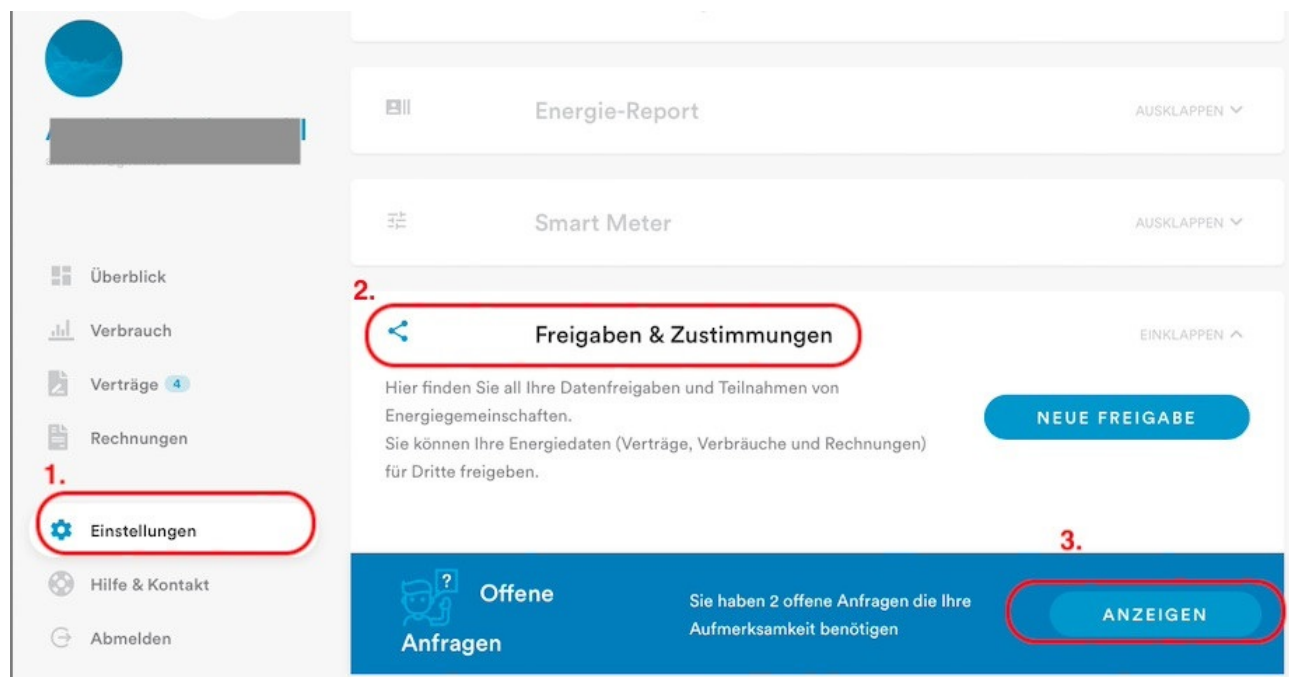 Energie-Report
AUSKLAPPEN
Smart Meter
AUSKLAPPEN
Überblick
Verbrauch
Verträge 4
Rechnungen
1.
Einstellungen
Hilfe & Kontakt
Abmelden
2.
Freigaben & Zustimmungen
EINKLAPPEN
Hier finden Sie all Ihre Datenfreigaben und Teilnahmen von
Energiegemeinschaften.
Sie können Ihre Energiedaten (Verträge, Verbräuche und Rechnungen)
für Dritte freigeben.
NEUE FREIGABE
3.
?
Offene
Anfragen
Sie haben 2 offene Anfragen die Ihre
Aufmerksamkeit benötigen
ANZEIGEN